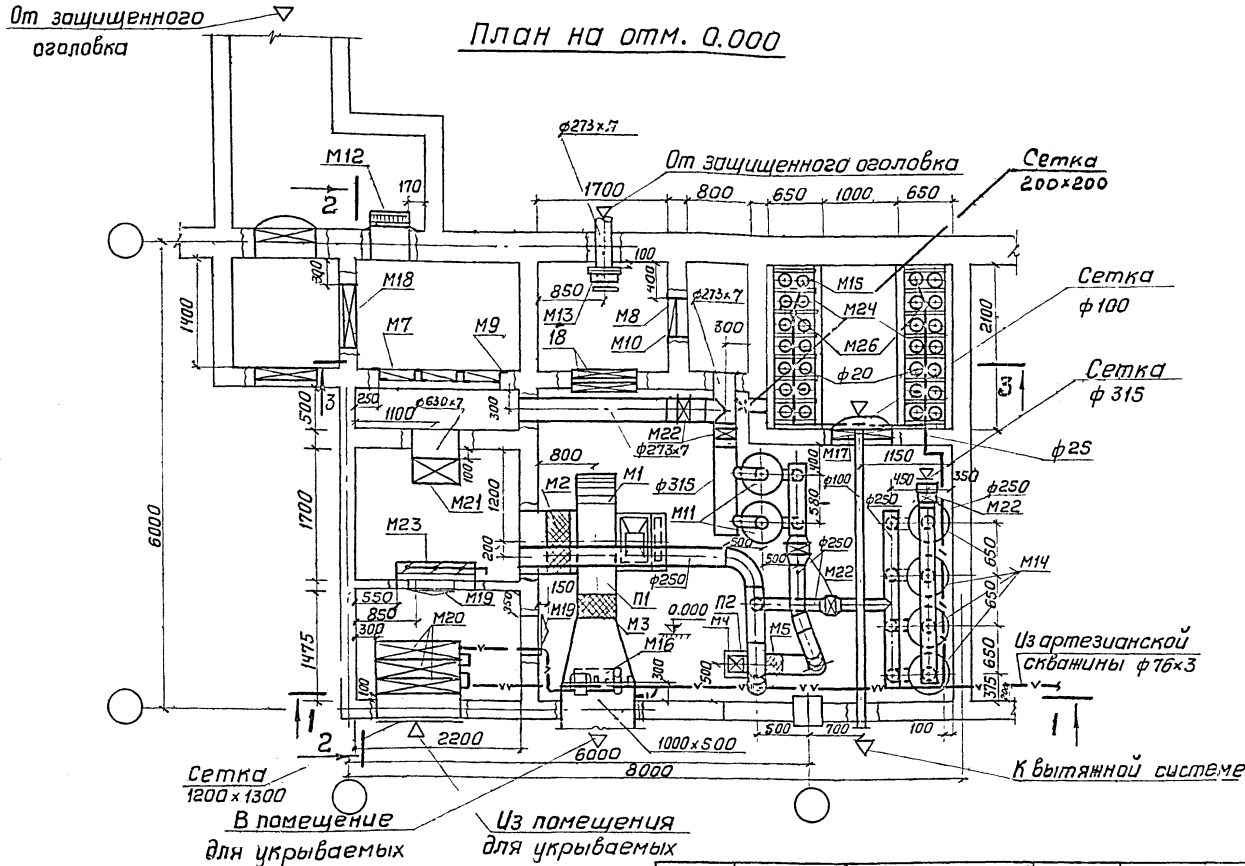 От защищенного
оголовка
План на отм. 0.000
М12
170
2
ф273х7
От защищенного оголовка
Сетка
200х200
1700
800
650
1000
650
300
1400
М18
М7
М9
100
850
М13
18
М8
М10
400
ф273х7
300
М15
М24
М26
ф20
Сетка
ф100
2100
3
Сетка
ф315
3
250
1100
ф630х7
300
500
М22
ф273х7
М17
1150
ф25
400
450
350
ф100
ф250
ф250
М22
800
М1
М2
ф315
М11
580
100
М21
1200
1700
6000
М23
200
500
500
ф250
ф250
М22
650
650
650
М14
М19
550
850
300
М20
150
350
М19
П1
М3
0.000
П2
М4
М5
М16
300
500
Из артезианской
скважины ф76х3
375
1475
100
1
1
2
2200
6000
8000
1000х500
500
700
100
Сетка
1200х1300
К вытяжной системе
В помещение
для укрываемых
Из помещения
для укрываемых